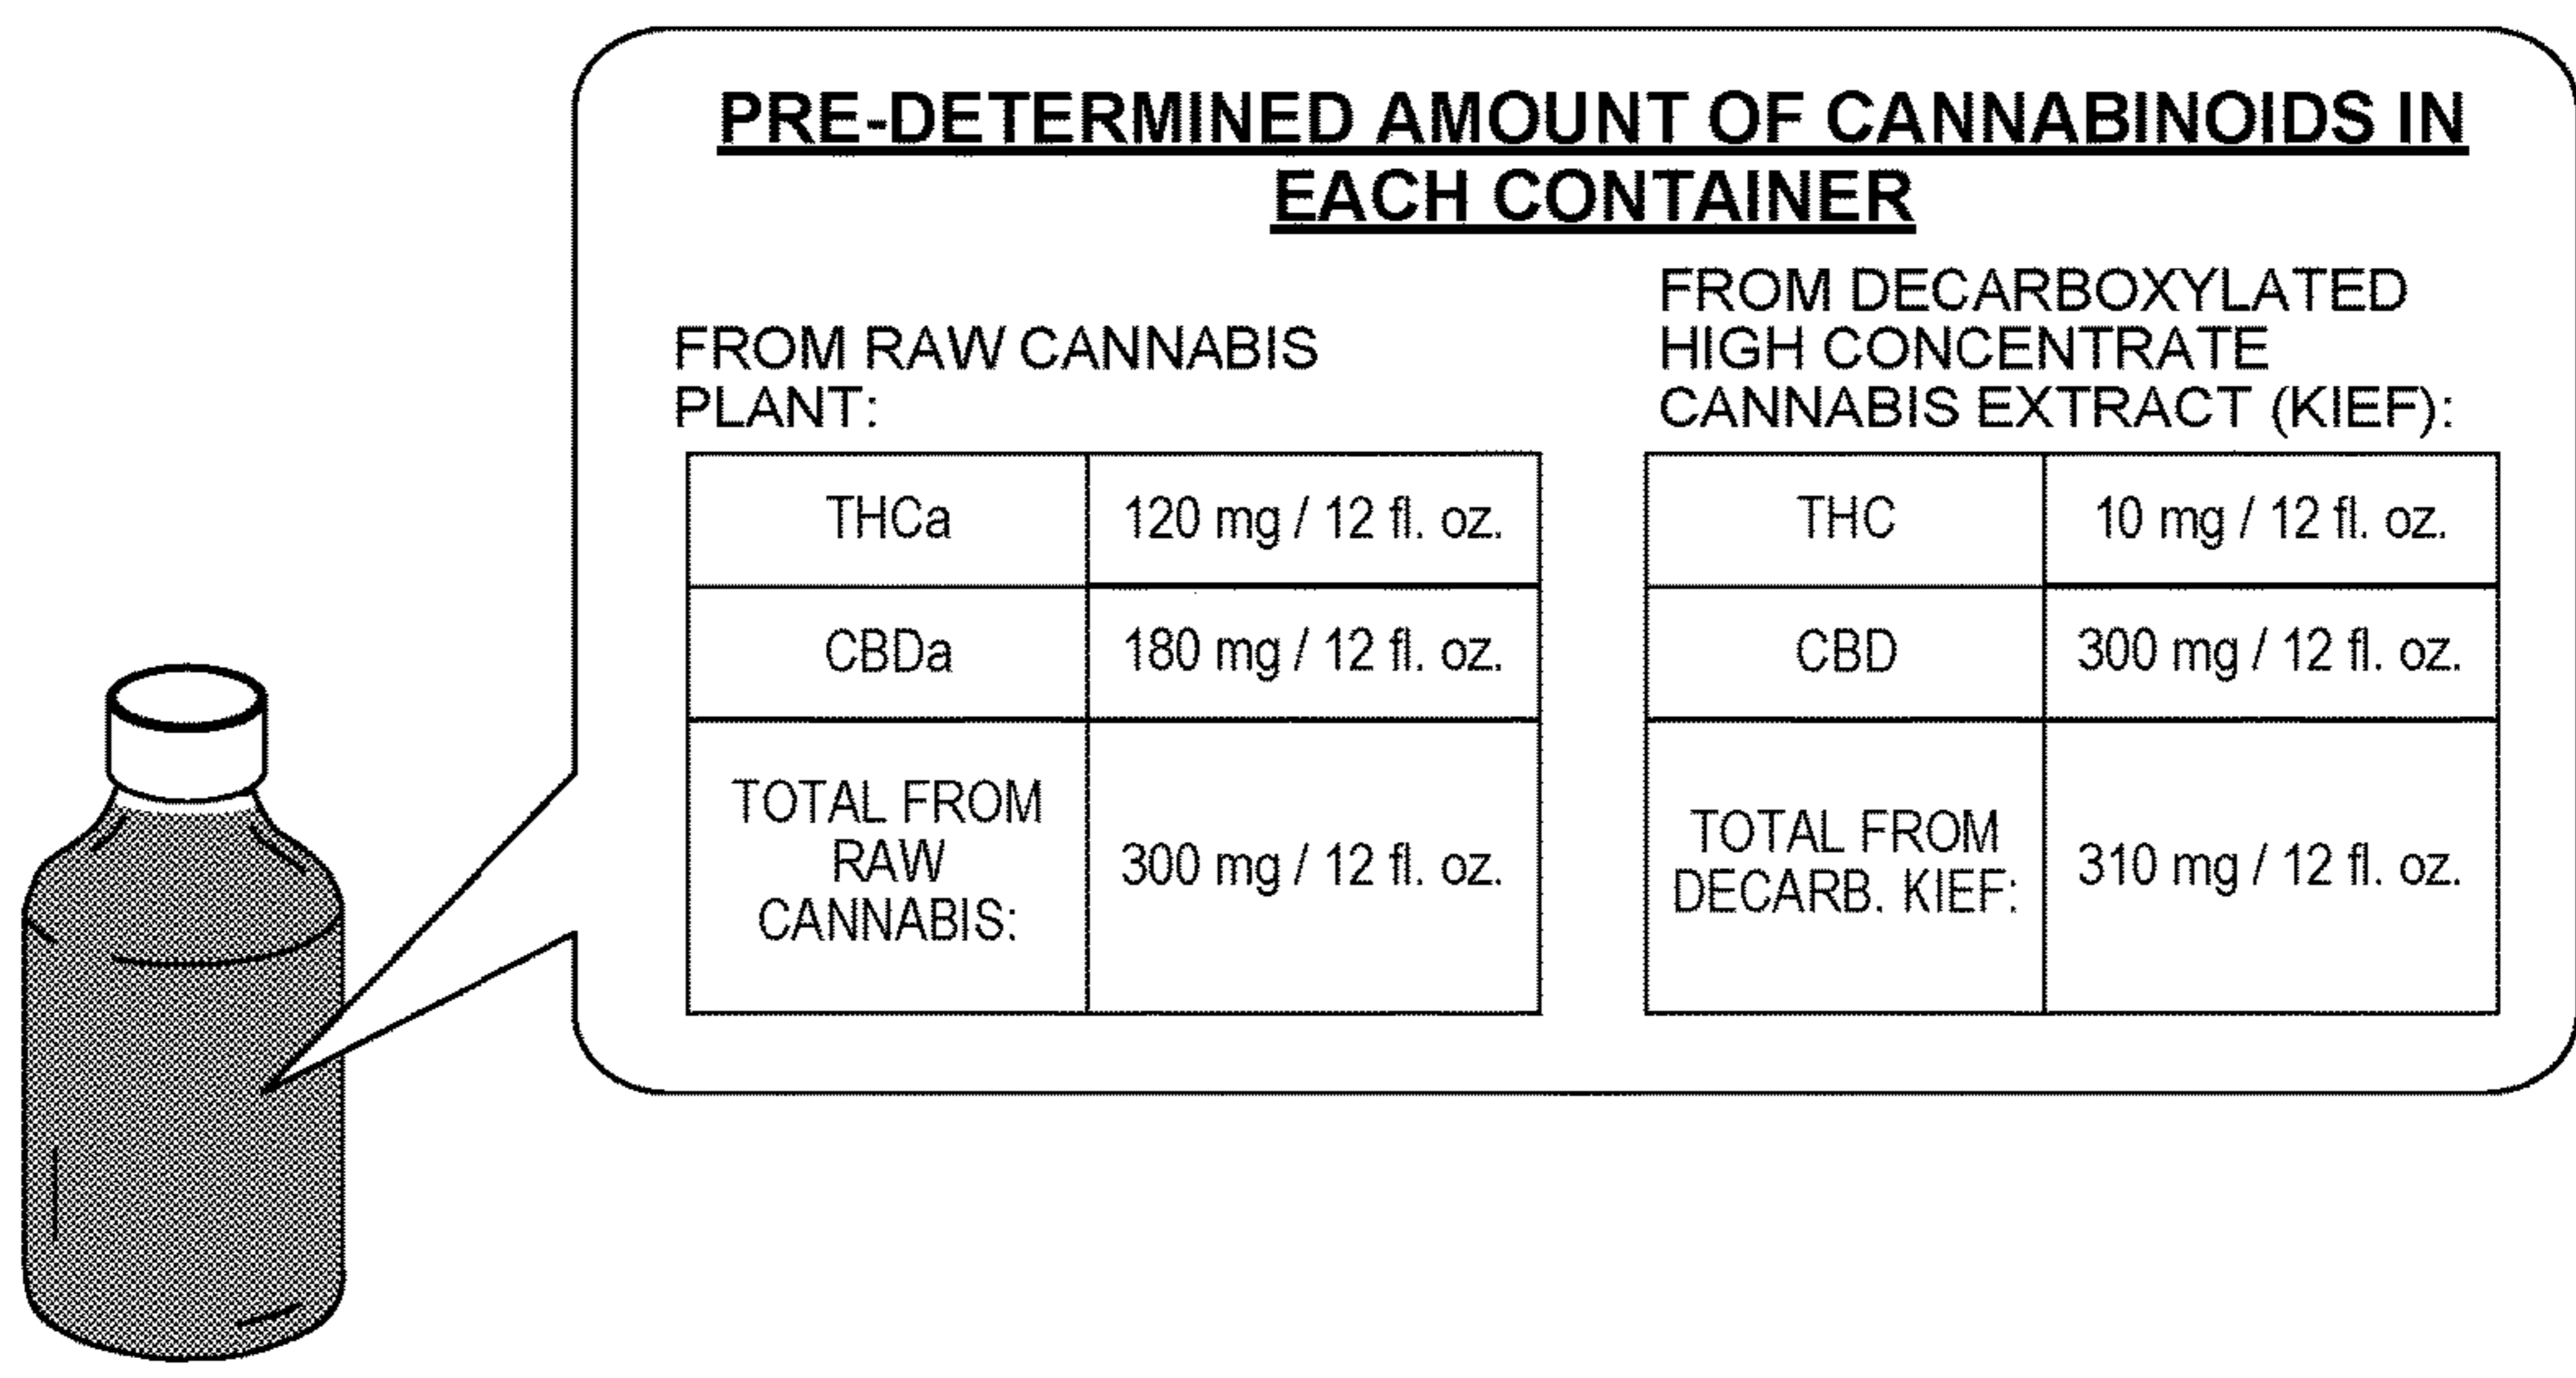 PRE-DETERMINED AMOUNT OF CANNABINOIDS IN
EACH CONTAINER
FROM RAW CANNABIS
PLANT:
THCa
120 mg / 12 fl. oz.
CBDa
180 mg / 12 fl. oz.
TOTAL FROM
RAW
CANNABIS:
300 mg / 12 fl. oz.
FROM DECARBOXYLATED
HIGH CONCENTRATE
CANNABIS EXTRACT (KIEF):
THC
10 mg / 12 fl. oz.
CBD
300 mg / 12 fl. oz.
TOTAL FROM
DECARB. KIEF:
310 mg / 12 fl. oz.